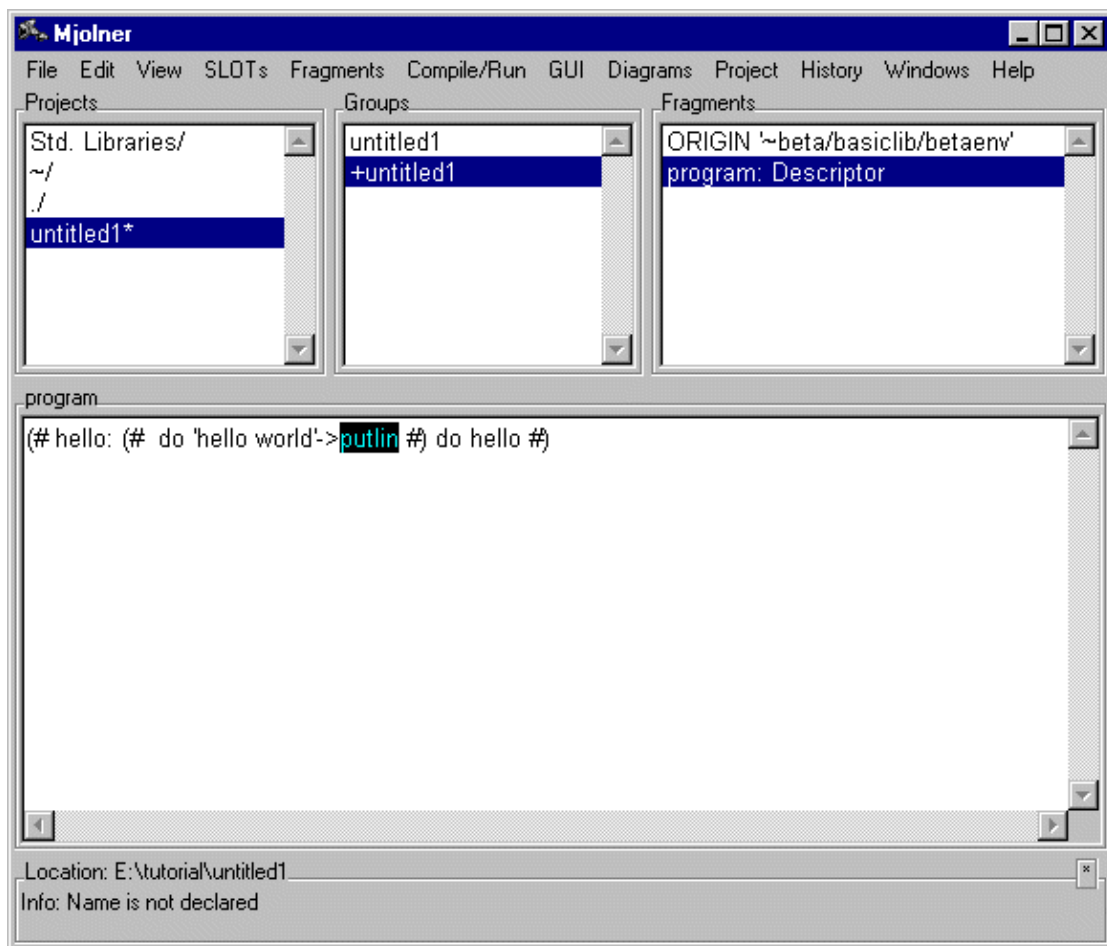 Mjolner
File Edit View SLOTs Fragments Compile/Run GUI Diagrams Project History Windows Help
Projects
Std. Libraries/
~/
./
untitled1*
Groups
untitled1
+untitled1
Fragments
ORIGIN '~beta/basiclib/betaenv'
program: Descriptor
program
(# hello: (# do 'hello world'->putlin #) do hello #)
Location: E:\tutorial\untitled1
Info: Name is not declared